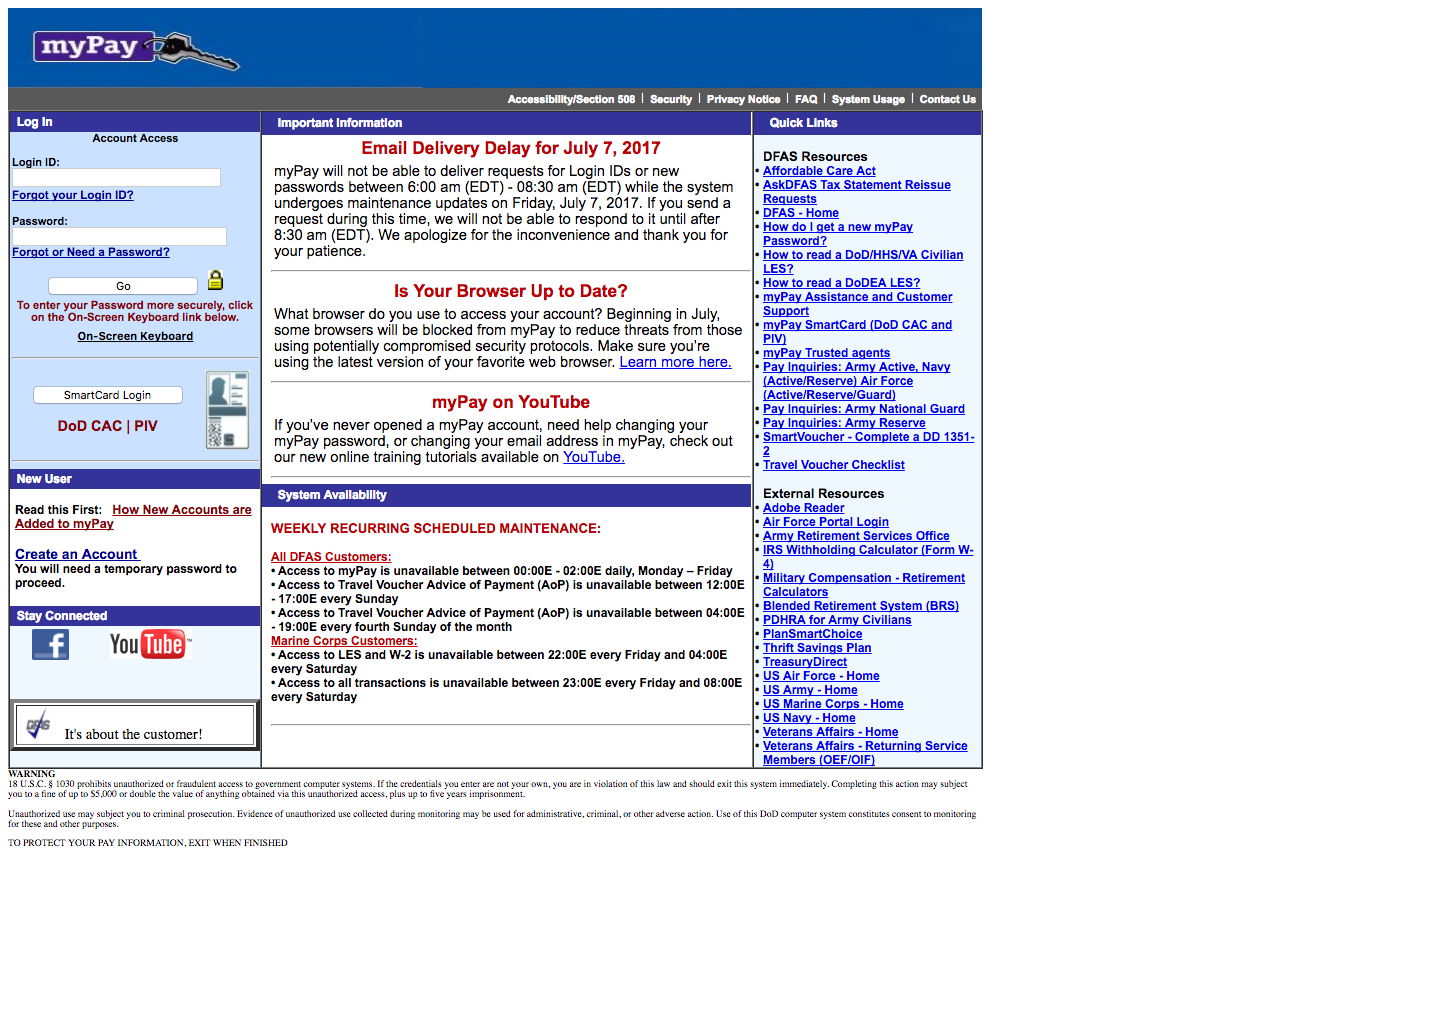 myPay
Accessibility/Section 508 | Security | Privacy Notice | FAQ | System Usage | Contact Us
Log In
Account Access
Login ID:
Forgot your Login ID?
Password:
Forgot or Need a Password?
Go
To enter your Password more securely, click
on the On-Screen Keyboard link below.
On-Screen Keyboard
SmartCard Login
DoD CAC | PIV
New User
Read this First: How New Accounts are
Added to myPay
Create an Account
You will need a temporary password to
proceed.
Stay Connected
f
YouTube™
DFAS
It's about the customer!
Important Information
Email Delivery Delay for July 7, 2017
myPay will not be able to deliver requests for Login IDs or new
passwords between 6:00 am (EDT) - 08:30 am (EDT) while the system
undergoes maintenance updates on Friday, July 7, 2017. If you send a
request during this time, we will not be able to respond to it until after
8:30 am (EDT). We apologize for the inconvenience and thank you for
your patience.
Is Your Browser Up to Date?
What browser do you use to access your account? Beginning in July,
some browsers will be blocked from myPay to reduce threats from those
using potentially compromised security protocols. Make sure you're
using the latest version of your favorite web browser. Learn more here.
myPay on YouTube
If you've never opened a myPay account, need help changing your
myPay password, or changing your email address in myPay, check out
our new online training tutorials available on YouTube.
System Availability
WEEKLY RECURRING SCHEDULED MAINTENANCE:
All DFAS Customers:
• Access to myPay is unavailable between 00:00E - 02:00E daily, Monday – Friday
• Access to Travel Voucher Advice of Payment (AoP) is unavailable between 12:00E
- 17:00E every Sunday
• Access to Travel Voucher Advice of Payment (AoP) is unavailable between 04:00E
- 19:00E every fourth Sunday of the month
Marine Corps Customers:
• Access to LES and W-2 is unavailable between 22:00E every Friday and 04:00E
every Saturday
• Access to all transactions is unavailable between 23:00E every Friday and 08:00E
every Saturday
Quick Links
DFAS Resources
• Affordable Care Act
• AskDFAS Tax Statement Reissue
Requests
• DFAS - Home
• How do I get a new myPay
Password?
• How to read a DoD/HHS/VA Civilian
LES?
• How to read a DoDEA LES?
• myPay Assistance and Customer
Support
• myPay SmartCard (DoD CAC and
PIV)
• myPay Trusted agents
• Pay Inquiries: Army Active, Navy
(Active/Reserve) Air Force
(Active/Reserve/Guard)
• Pay Inquiries: Army National Guard
• Pay Inquiries: Army Reserve
• SmartVoucher - Complete a DD 1351-
2
• Travel Voucher Checklist
External Resources
• Adobe Reader
• Air Force Portal Login
• Army Retirement Services Office
• IRS Withholding Calculator (Form W-
4)
• Military Compensation - Retirement
Calculators
• Blended Retirement System (BRS)
• PDHRA for Army Civilians
• PlanSmartChoice
• Thrift Savings Plan
• TreasuryDirect
• US Air Force - Home
• US Army - Home
• US Marine Corps - Home
• US Navy - Home
• Veterans Affairs - Home
• Veterans Affairs - Returning Service
Members (OEF/OIF)
WARNING
18 U.S.C. § 1030 prohibits unauthorized or fraudulent access to government computer systems. If the credentials you enter are not your own, you are in violation of this law and should exit this system immediately. Completing this action may subject
you to a fine of up to $5,000 or double the value of anything obtained via this unauthorized access, plus up to five years imprisonment.
Unauthorized use may subject you to criminal prosecution. Evidence of unauthorized use collected during monitoring may be used for administrative, criminal, or other adverse action. Use of this DoD computer system constitutes consent to monitoring
for these and other purposes.
TO PROTECT YOUR PAY INFORMATION, EXIT WHEN FINISHED